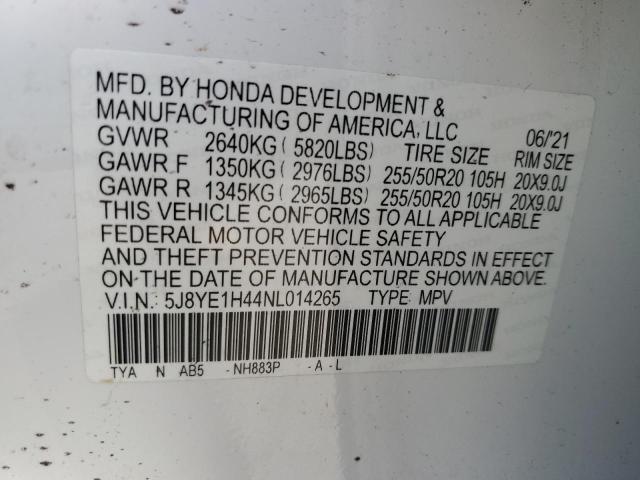 MFD. BY HONDA DEVELOPMENT &
MANUFACTURING OF AMERICA, LLC 06/'21
GVWR 2640KG ( 5820LBS) TIRE SIZE RIM SIZE
GAWR F 1350KG ( 2976LBS) 255/50R20 105H 20X9.0J
GAWR R 1345KG ( 2965LBS) 255/50R20 105H 20X9.0J
THIS VEHICLE CONFORMS TO ALL APPLICABLE
FEDERAL MOTOR VEHICLE SAFETY
AND THEFT PREVENTION STANDARDS IN EFFECT
ON THE DATE OF MANUFACTURE SHOWN ABOVE.
V.I.N.: 5J8YE1H44NL014265 TYPE: MPV
TYA N AB5 -NH883P -A -L